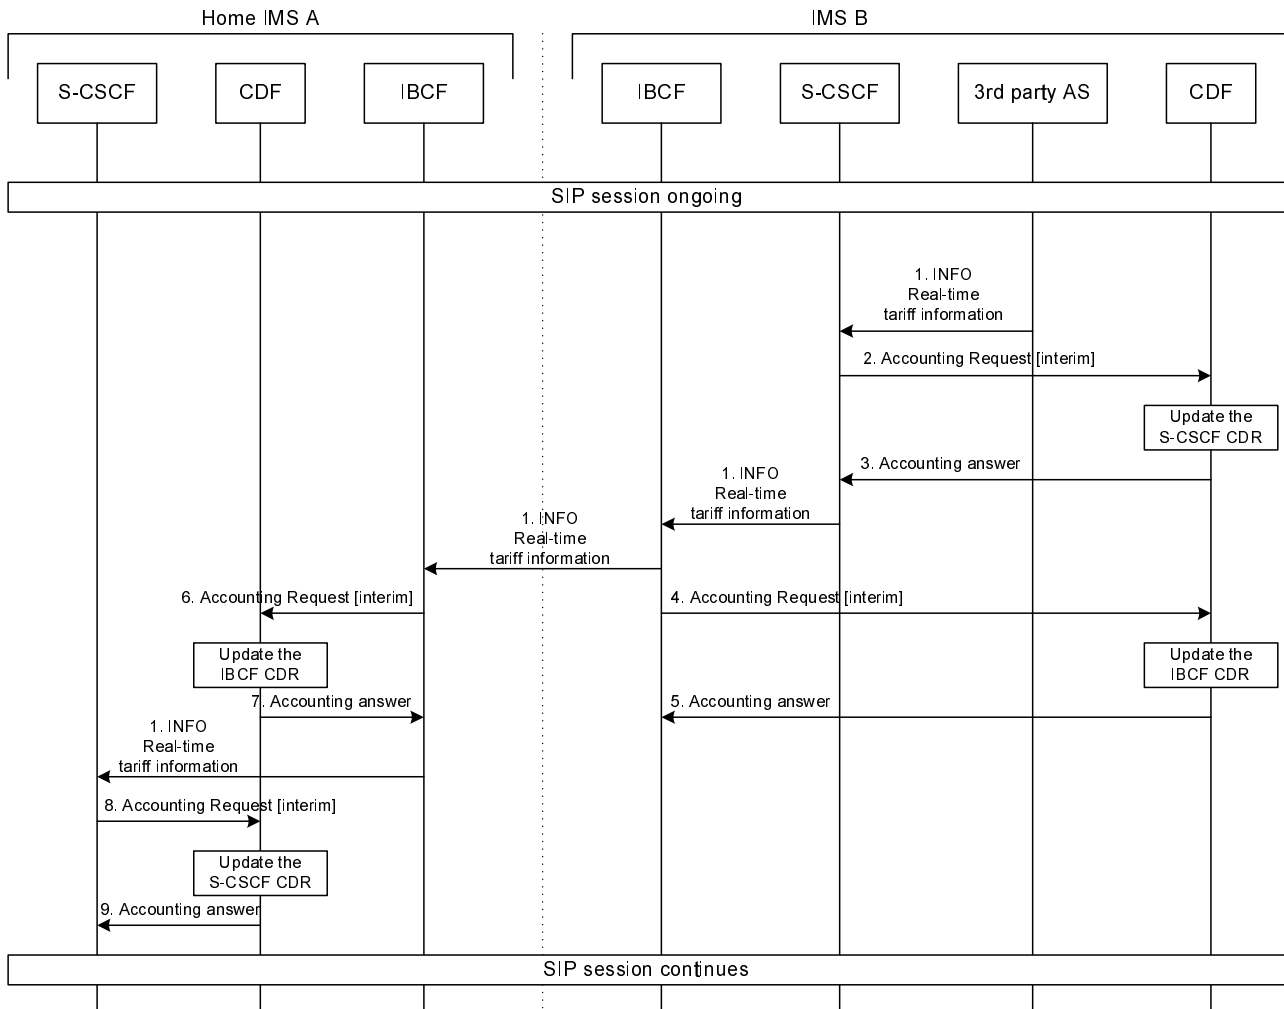 Home IMS A
IMS B
S-CSCF
CDF
IBCF
IBCF
S-CSCF
3rd party AS
CDF
SIP session ongoing
1. INFO
Real-time
tariff information
2. Accounting Request [interim]
Update the
S-CSCF CDR
3. Accounting answer
1. INFO
Real-time
tariff information
1. INFO
Real-time
tariff information
6. Accounting Request [interim]
4. Accounting Request [interim]
Update the
IBCF CDR
Update the
IBCF CDR
7. Accounting answer
5. Accounting answer
1. INFO
Real-time
tariff information
8. Accounting Request [interim]
Update the
S-CSCF CDR
9. Accounting answer
SIP session continues